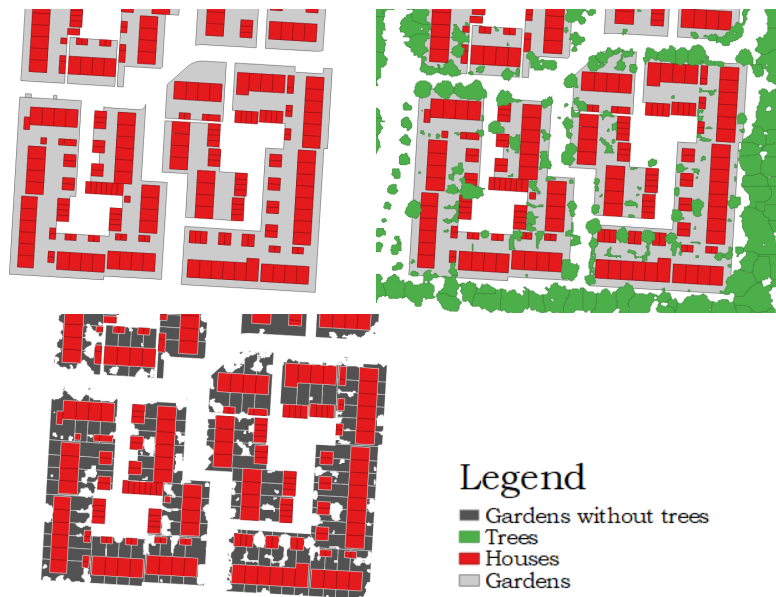 Legend
Gardens without trees
Trees
Houses
Gardens